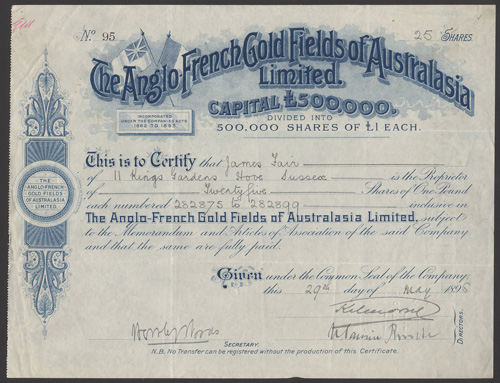 No. 95
25 SHARES.
The Anglo-French Gold Fields of Australasia
Limited.
CAPITAL £500,000.
DIVIDED INTO
500,000 SHARES OF £1 EACH.
INCORPORATED
UNDER THE COMPANIES ACTS
1862 TO 1893.
This is to Certify that James Fair
of 11 Kings Gardens Hove Sussex is the Proprietor
of Twentyfive Shares of One Pound
each numbered 282875 to 282899 inclusive in
The Anglo-French Gold Fields of Australasia Limited, subject
to the Memorandum and Articles of Association of the said Company
and that the same are fully paid.
THE
ANGLO-FRENCH
GOLD FIELDS
OF AUSTRALASIA
LIMITED.
Given under the Common Seal of the Company,
this 29th day of May 1896
DIRECTORS.
SECRETARY.
N.B. No Transfer can be registered without the production of this Certificate.